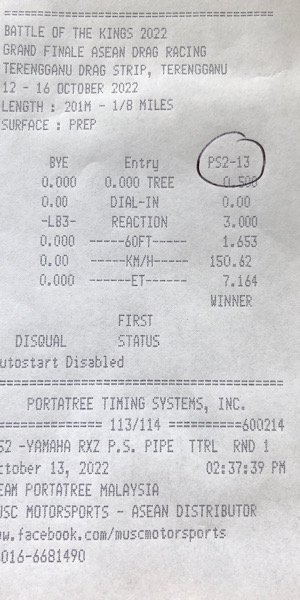 =====================================
BATTLE OF THE KINGS 2022
GRAND FINALE ASEAN DRAG RACING
TERENGGANU DRAG STRIP, TERENGGANU
12 - 16 OCTOBER 2022
LENGTH : 201M - 1/8 MILES
SURFACE : PREP
BYE Entry PS2-13
0.000 0.000 TREE 0.500
0.00 DIAL-IN 0.00
-LB3- REACTION 3.000
0.000 ------60FT------ 1.653
0.00 ------KM/H------ 150.62
0.000 -------ET------- 7.164
WINNER
FIRST
DISQUAL STATUS
utostart Disabled
=====================================
PORTATREE TIMING SYSTEMS, INC.
============== 113/114 ==========600214
S2 -YAMAHA RXZ P.S. PIPE TTRL RND 1
ctober 13, 2022 02:37:39 PM
EAM PORTATREE MALAYSIA
USC MOTORSPORTS - ASEAN DISTRIBUTOR
w.facebook.com/muscmotorsports
016-6681490